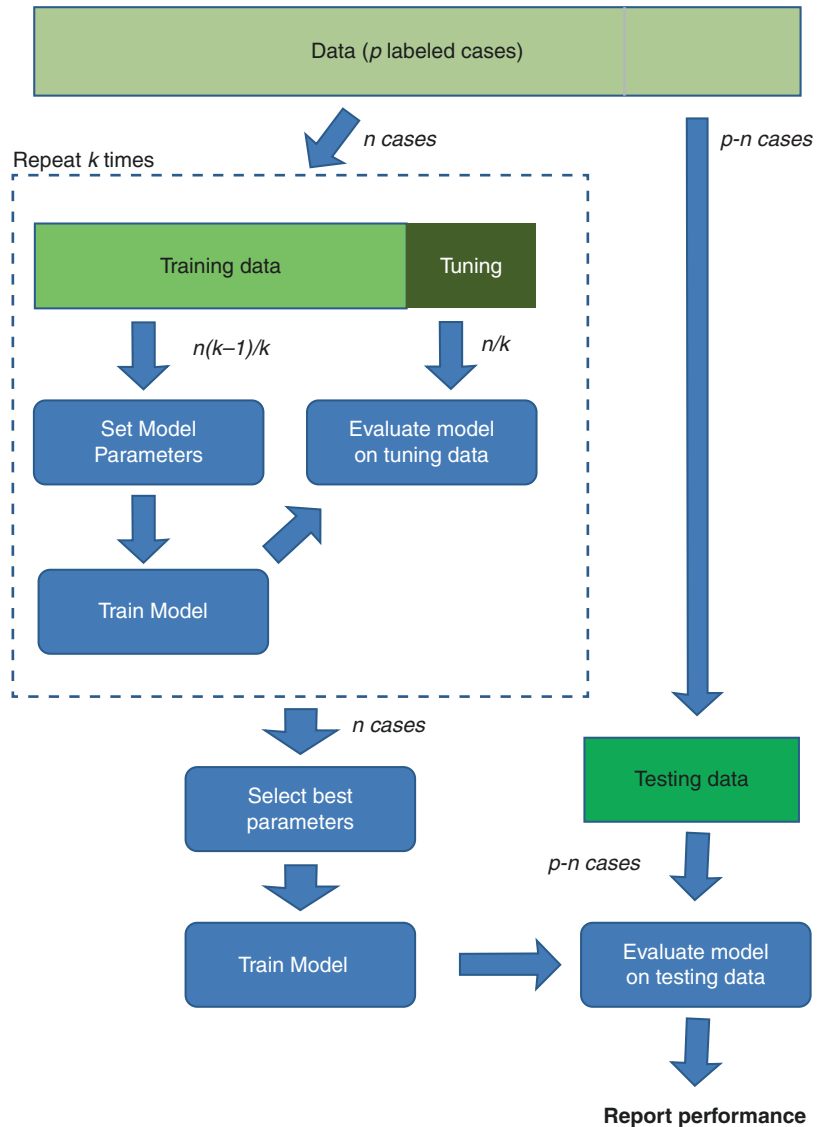 Data (p labeled cases)
n cases
p-n cases
Repeat k times
Training data
Tuning
n(k–1)/k
n/k
Set Model
Parameters
Evaluate model
on tuning data
Train Model
n cases
Select best
parameters
Testing data
p-n cases
Train Model
Evaluate model
on testing data
Report performance